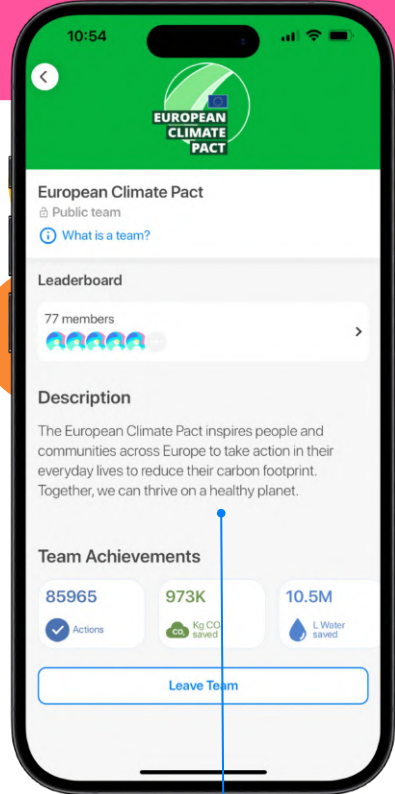 10:54
EUROPEAN
CLIMATE
PACT
European Climate Pact
Public team
What is a team?
Leaderboard
77 members
Description
The European Climate Pact inspires people and
communities across Europe to take action in their
everyday lives to reduce their carbon footprint.
Together, we can thrive on a healthy planet.
Team Achievements
85965
973K
10.5M
Actions
CO₂
Kg CO₂
saved
L Water
saved
Leave Team